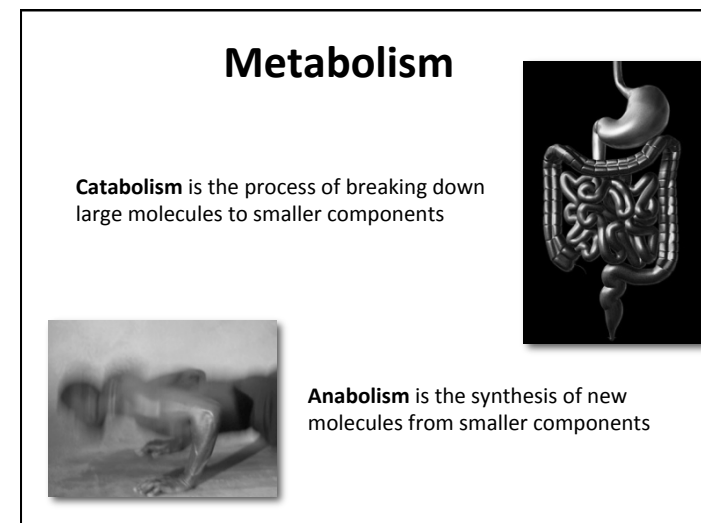 Metabolism
Catabolism is the process of breaking down
large molecules to smaller components
Anabolism is the synthesis of new
molecules from smaller components